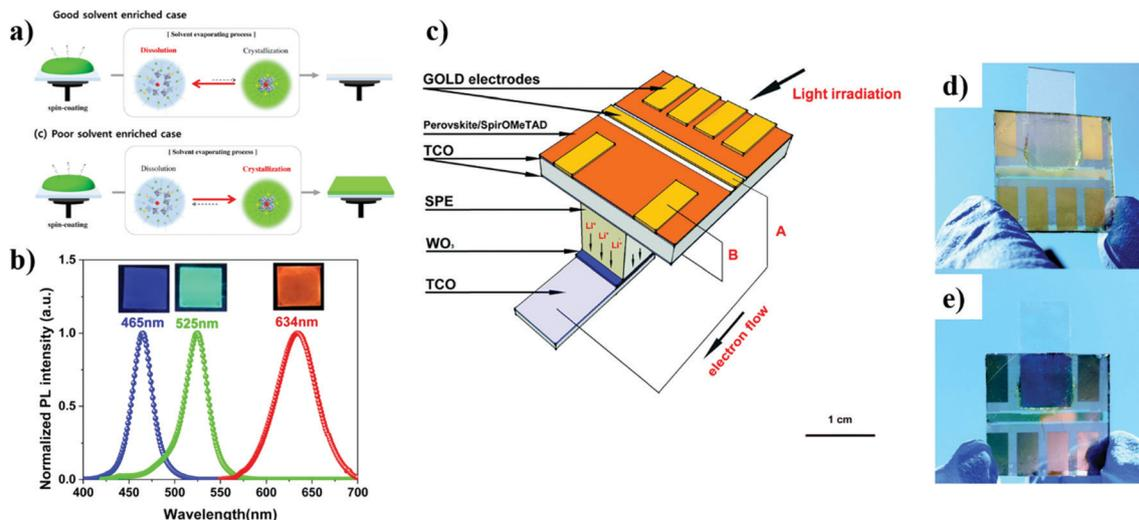 a)
Good solvent enriched case
[ Solvent evaporating process ]
Dissolution
Crystallization
spin-coating
(c) Poor solvent enriched case
[ Solvent evaporating process ]
Dissolution
Crystallization
spin-coating
b)
Normalized PL intensity (a.u.)
1.5
1.0
0.5
0.0
465nm
525nm
634nm
400
450
500
550
600
650
700
Wavelength(nm)
c)
GOLD electrodes
Light irradiation
Perovskite/SpirOMeTAD
TCO
SPE
Li⁺
Li⁺
Li⁺
WO₃
TCO
A
B
electron flow
1 cm
d)
e)